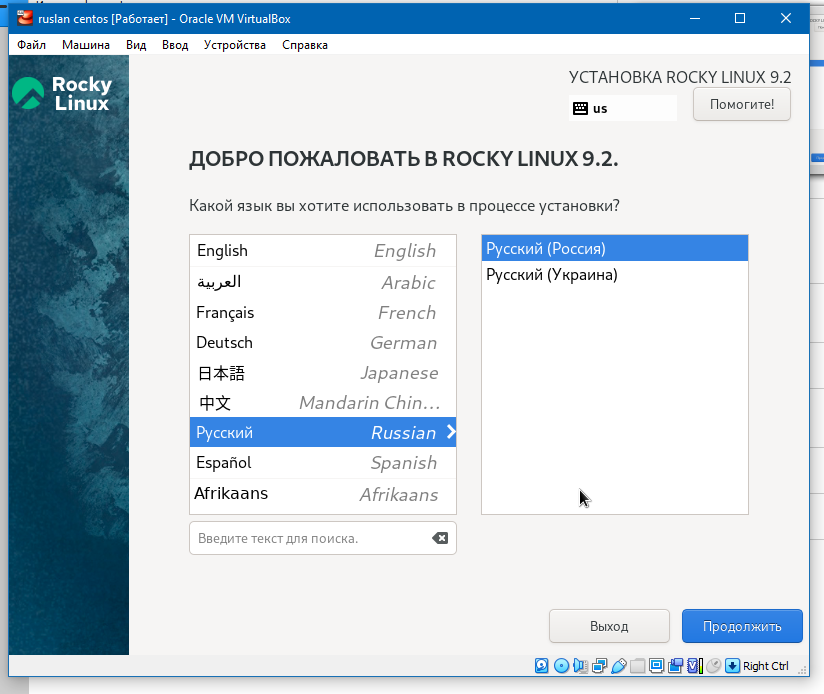 ruslan centos [Работает] - Oracle VM VirtualBox
Файл Машина Вид Ввод Устройства Справка
Rocky
Linux
УСТАНОВКА ROCKY LINUX 9.2
us
Помогите!
ДОБРО ПОЖАЛОВАТЬ В ROCKY LINUX 9.2.
Какой язык вы хотите использовать в процессе установки?
English English
العربية Arabic
Français French
Deutsch German
日本語 Japanese
中文 Mandarin Chin...
Русский Russian
Español Spanish
Afrikaans Afrikaans
Русский (Россия)
Русский (Украина)
Введите текст для поиска.
Выход
Продолжить
Right Ctrl